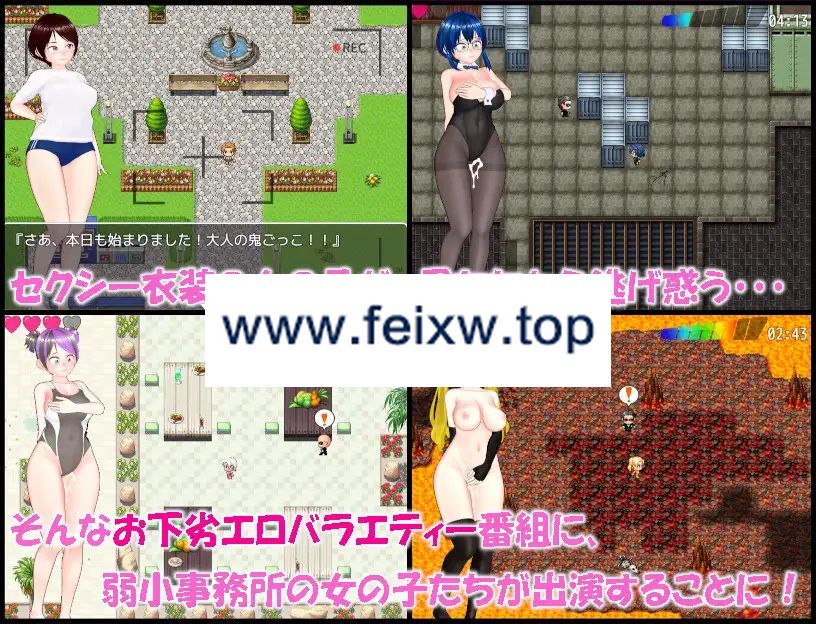 REC
04:13
『さあ、本日も始まりました！大人の鬼ごっこ！！』
セクシー衣装 逃げ惑う・・・
www.feixw.top
02:43
そんなお下劣エロバラエティー番組に、
弱小事務所の女の子たちが出演することに！